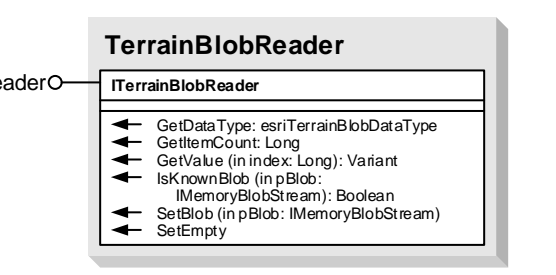 TerrainBlobReader
eader
ITerrainBlobReader
GetDataType: esriTerrainBlobDataType
GetItemCount: Long
GetValue (in index: Long): Variant
IsKnownBlob (in pBlob:
IMemoryBlobStream): Boolean
SetBlob (in pBlob: IMemoryBlobStream)
SetEmpty